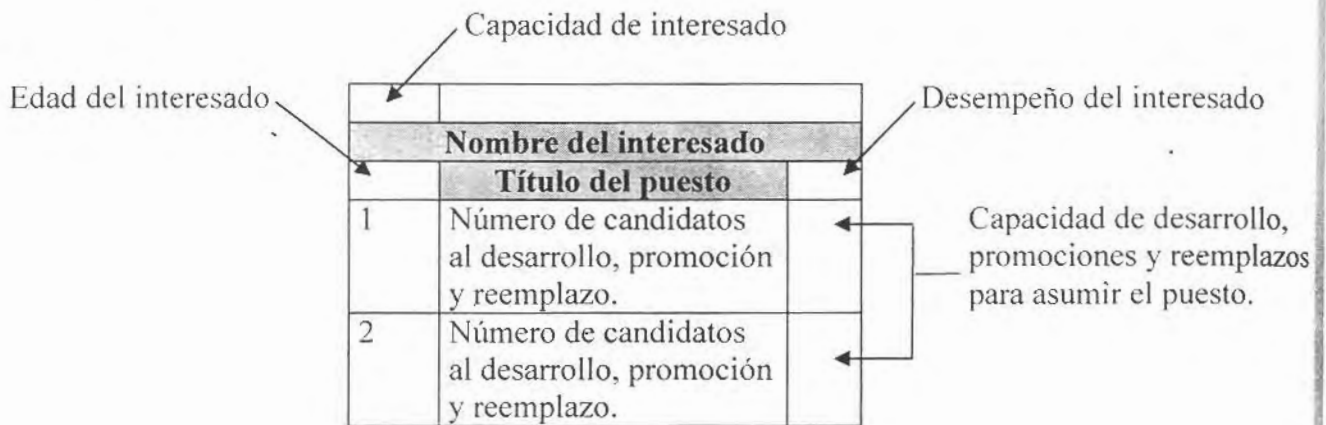 Capacidad de interesado
Edad del interesado
Desempeño del interesado
Nombre del interesado
Título del puesto
1
Número de candidatos
al desarrollo, promoción
y reemplazo.
Capacidad de desarrollo,
promociones y reemplazos
para asumir el puesto.
2
Número de candidatos
al desarrollo, promoción
y reemplazo.